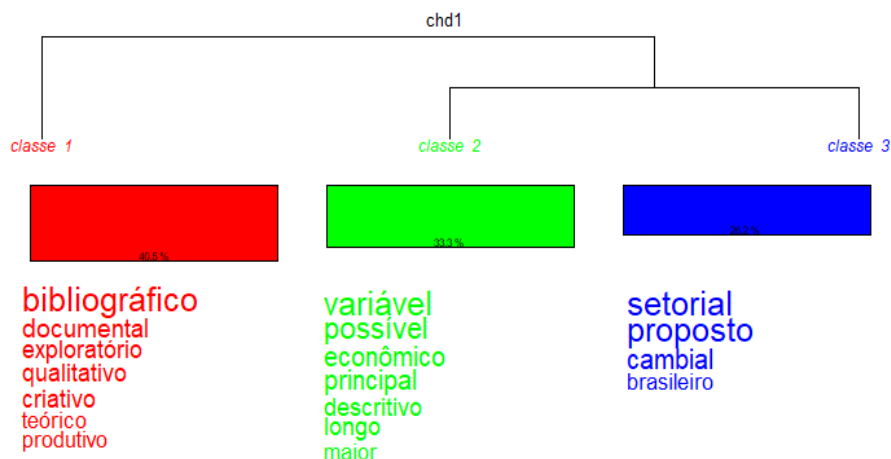 chd1
classe 1
classe 2
classe 3
40.5 %
33.3 %
26.2 %
bibliográfico
documental
exploratório
qualitativo
criativo
teórico
produtivo
variável
possível
econômico
principal
descritivo
longo
maior
setorial
proposto
cambial
brasileiro